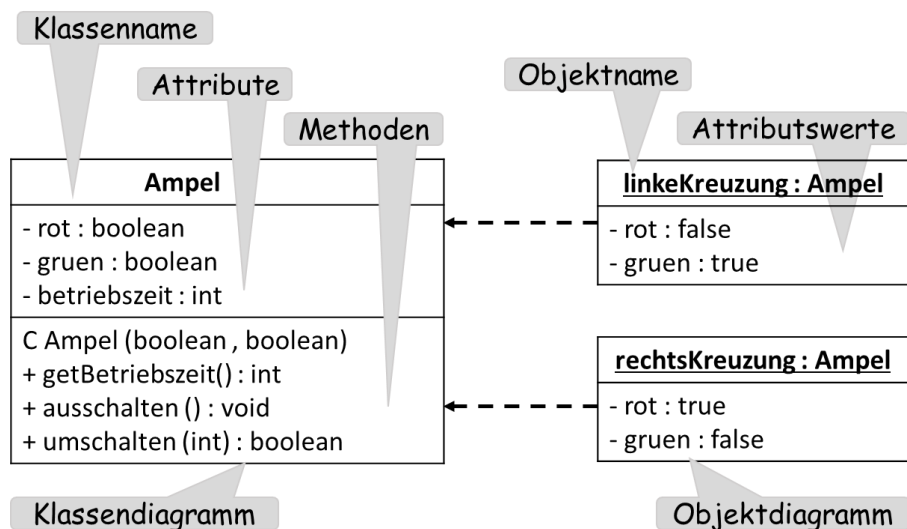 Klassenname
Attribute
Methoden
Objektname
Attributswerte
Ampel
- rot : boolean
- gruen : boolean
- betriebszeit : int
C Ampel (boolean , boolean)
+ getBetriebszeit() : int
+ ausschalten () : void
+ umschalten (int) : boolean
Klassendiagramm
linkeKreuzung : Ampel
- rot : false
- gruen : true
rechtsKreuzung : Ampel
- rot : true
- gruen : false
Objektdiagramm